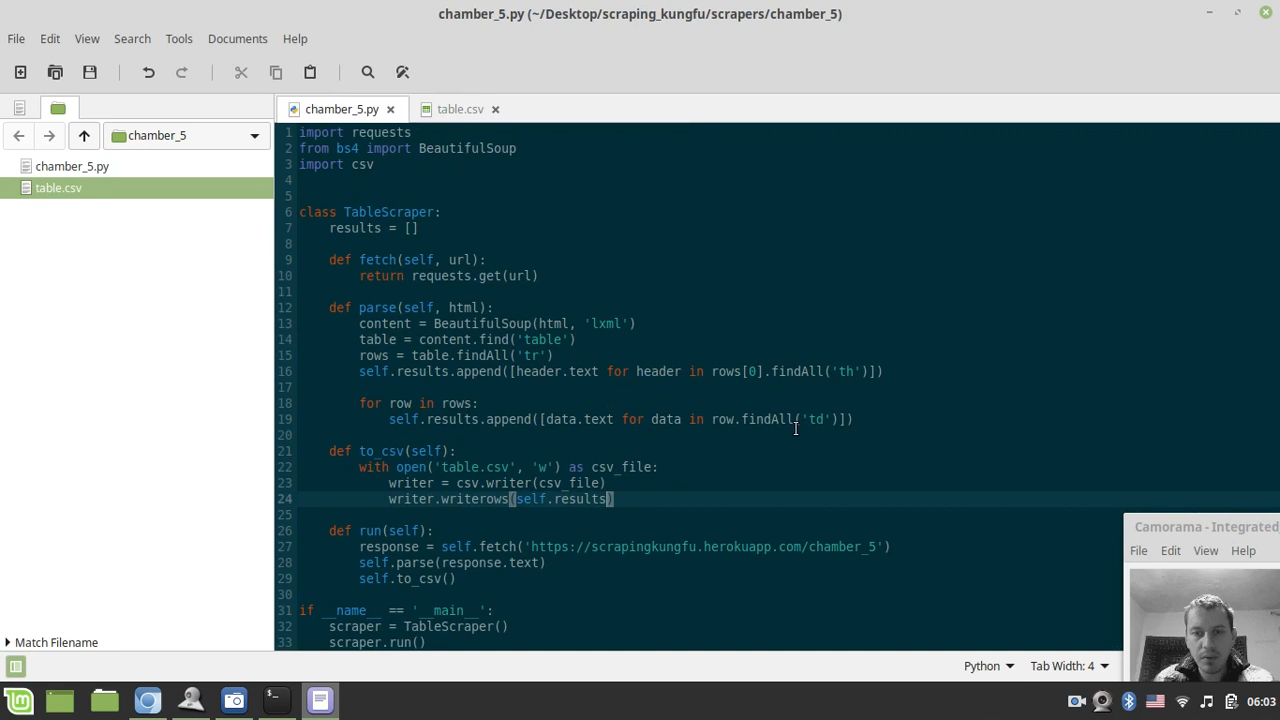 chamber_5.py (~/Desktop/scraping_kungfu/scrapers/chamber_5)
File Edit View Search Tools Documents Help
chamber_5.py table.csv
chamber_5
chamber_5.py
table.csv
1 import requests
2 from bs4 import BeautifulSoup
3 import csv
4
5
6 class TableScraper:
7     results = []
8
9     def fetch(self, url):
10         return requests.get(url)
11
12     def parse(self, html):
13         content = BeautifulSoup(html, 'lxml')
14         table = content.find('table')
15         rows = table.findAll('tr')
16         self.results.append([header.text for header in rows[0].findAll('th')])
17
18         for row in rows:
19             self.results.append([data.text for data in row.findAll('td')])
20
21     def to_csv(self):
22         with open('table.csv', 'w') as csv_file:
23             writer = csv.writer(csv_file)
24             writer.writerows(self.results)
25
26     def run(self):
27         response = self.fetch('https://scrapingkungfu.herokuapp.com/chamber_5')
28         self.parse(response.text)
29         self.to_csv()
30
31 if __name__ == '__main__':
32     scraper = TableScraper()
33     scraper.run()
Camorama - Integrated
File Edit View Help
Match Filename
Python Tab Width: 4
06:03